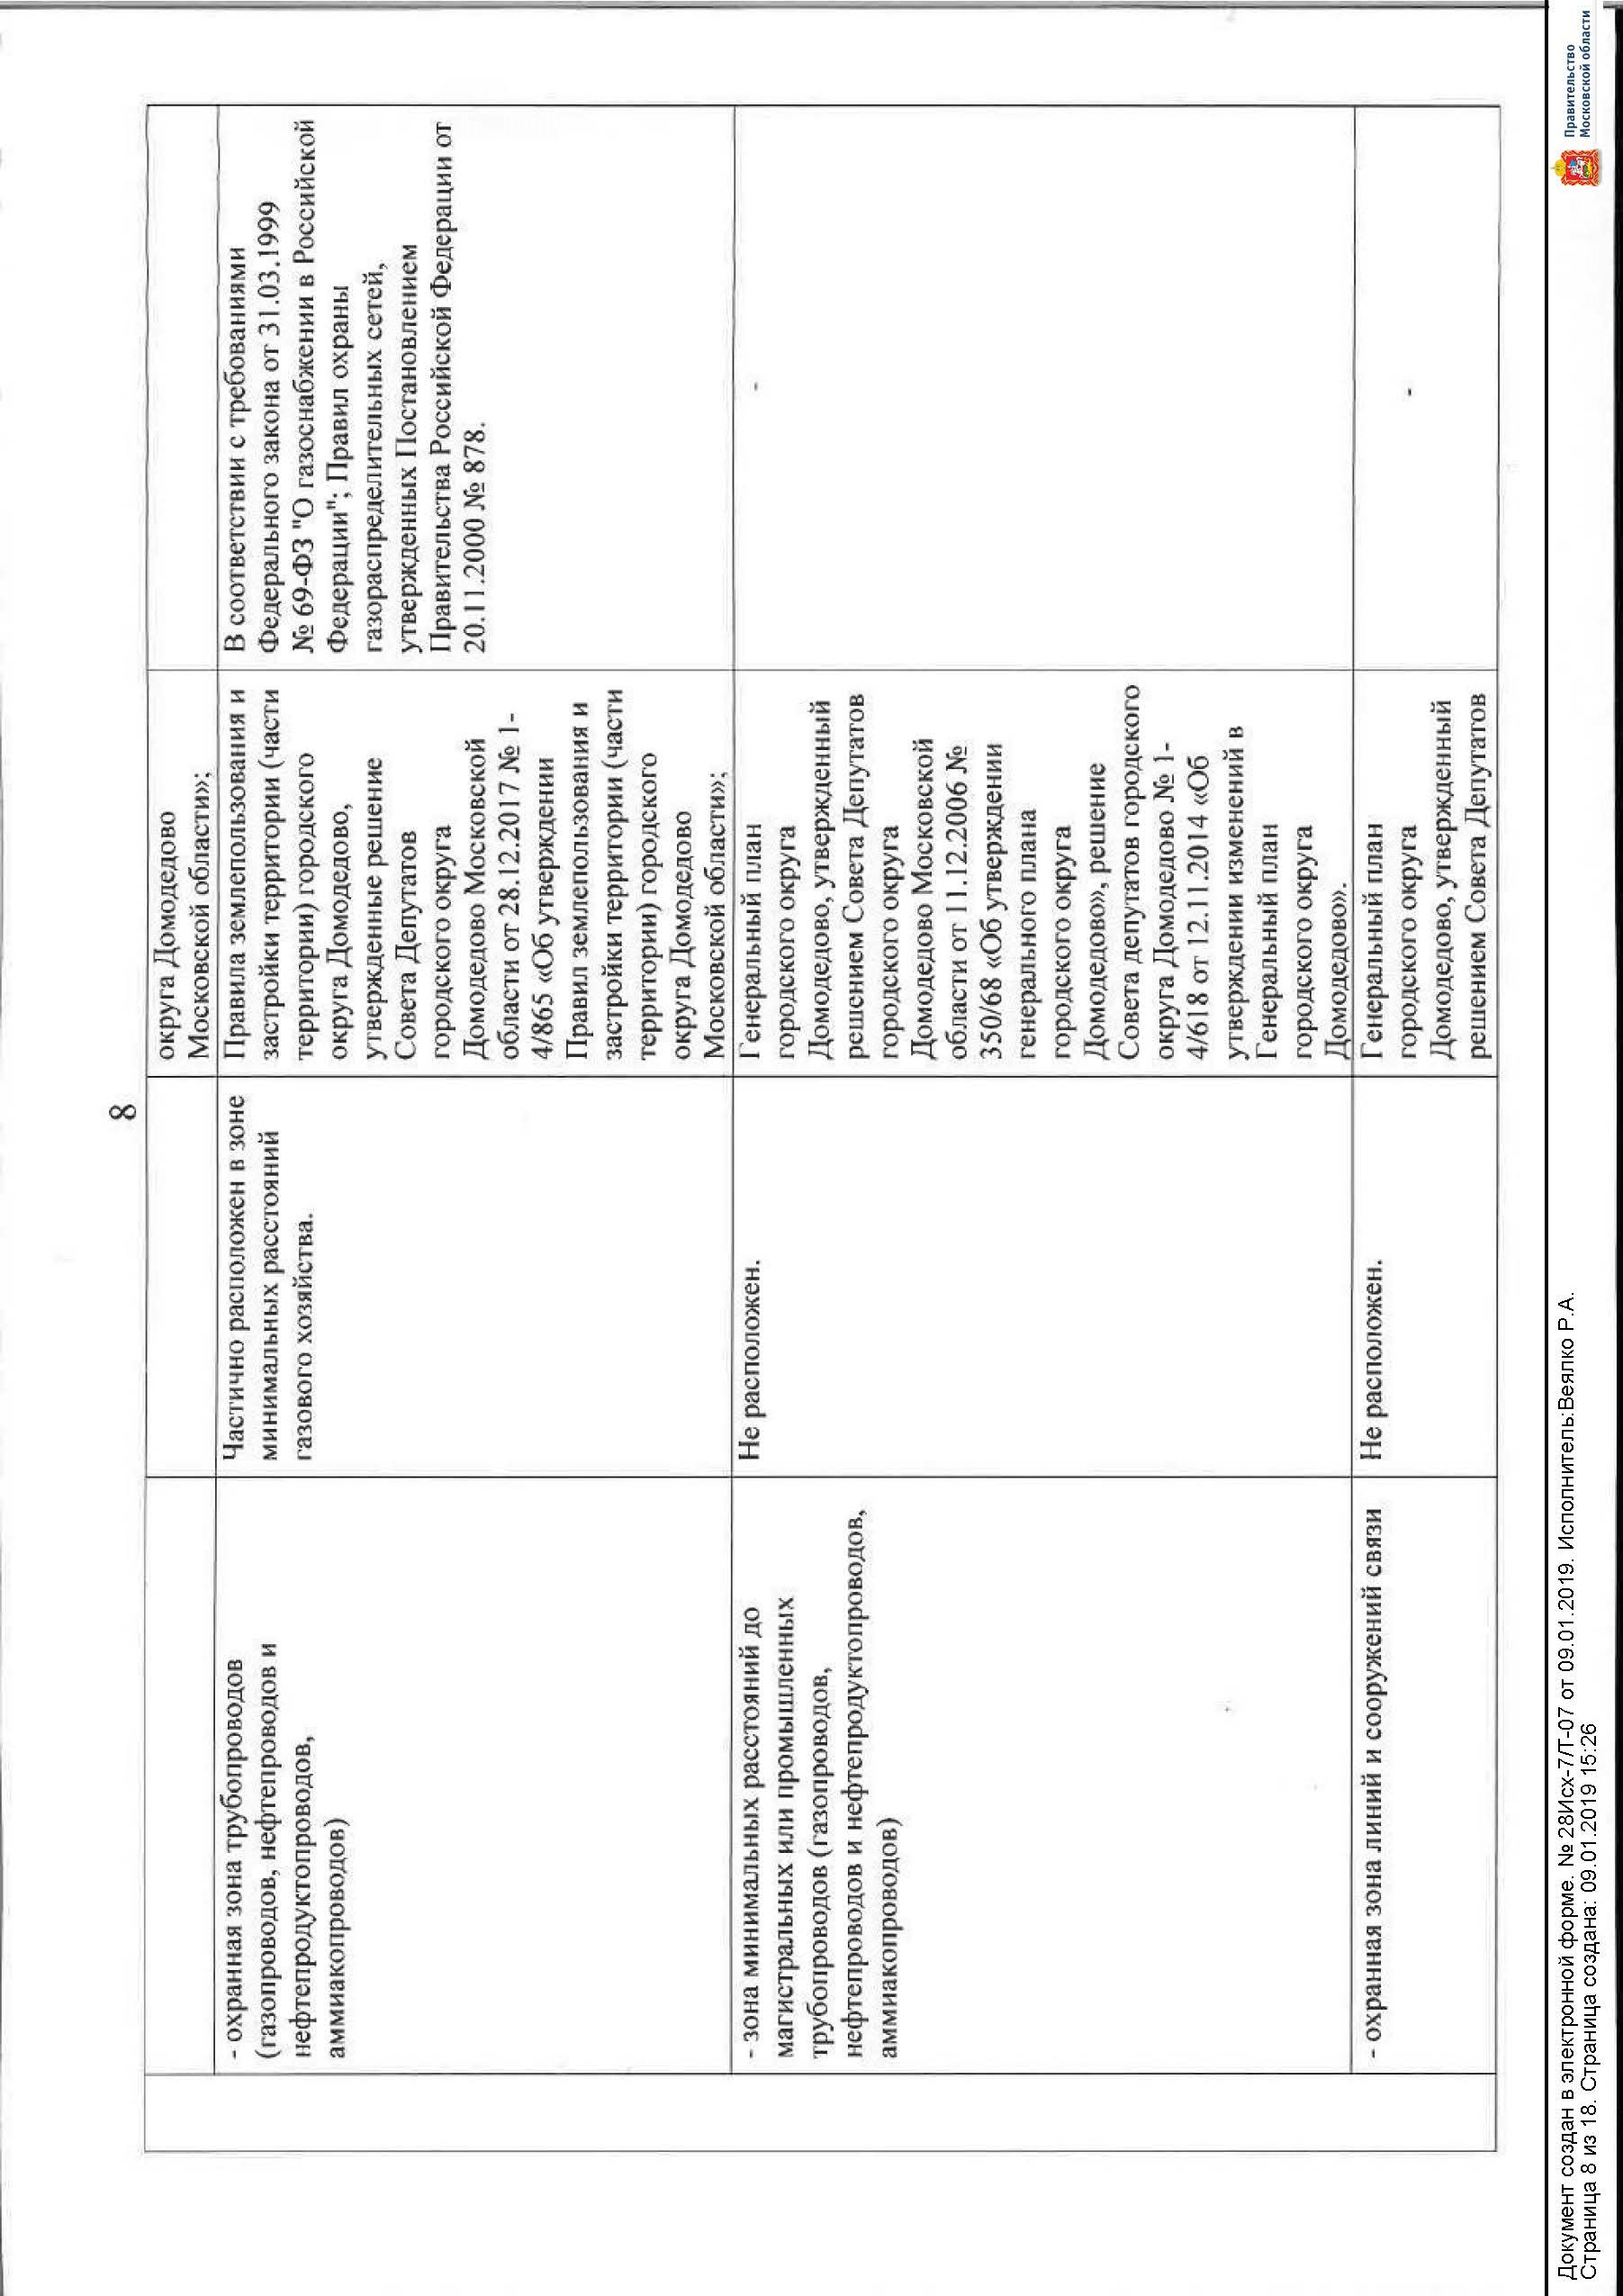 8
округа Домодедово
Московской области»;
- охранная зона трубопроводов
(газопроводов, нефтепроводов и
нефтепродуктопроводов,
аммиакопроводов)
Частично расположен в зоне
минимальных расстояний
газового хозяйства.
Правила землепользования и
застройки территории (части
территории) городского
округа Домодедово,
утвержденные решение
Совета Депутатов
городского округа
Домодедово Московской
области от 28.12.2017 № 1-
4/865 «Об утверждении
Правил землепользования и
застройки территории (части
территории) городского
округа Домодедово
Московской области»;
В соответствии с требованиями
Федерального закона от 31.03.1999
№ 69-ФЗ "О газоснабжении в Российской
Федерации"; Правил охраны
газораспределительных сетей,
утвержденных Постановлением
Правительства Российской Федерации от
20.11.2000 № 878.
- зона минимальных расстояний до
магистральных или промышленных
трубопроводов (газопроводов,
нефтепроводов и нефтепродуктопроводов,
аммиакопроводов)
Не расположен.
Генеральный план
городского округа
Домодедово, утвержденный
решением Совета Депутатов
городского округа
Домодедово Московской
области от 11.12.2006 №
350/68 «Об утверждении
генерального плана
городского округа
Домодедово», решение
Совета депутатов городского
округа Домодедово № 1-
4/618 от 12.11.2014 «Об
утверждении изменений в
Генеральный план
городского округа
Домодедово».
-
- охранная зона линий и сооружений связи
Не расположен.
Генеральный план
городского округа
Домодедово, утвержденный
решением Совета Депутатов
-
Документ создан в электронной форме. № 28Исх-7/Т-07 от 09.01.2019. Исполнитель:Веялко Р.А.
Страница 8 из 18. Страница создана: 09.01.2019 15:26
Правительство
Московской области